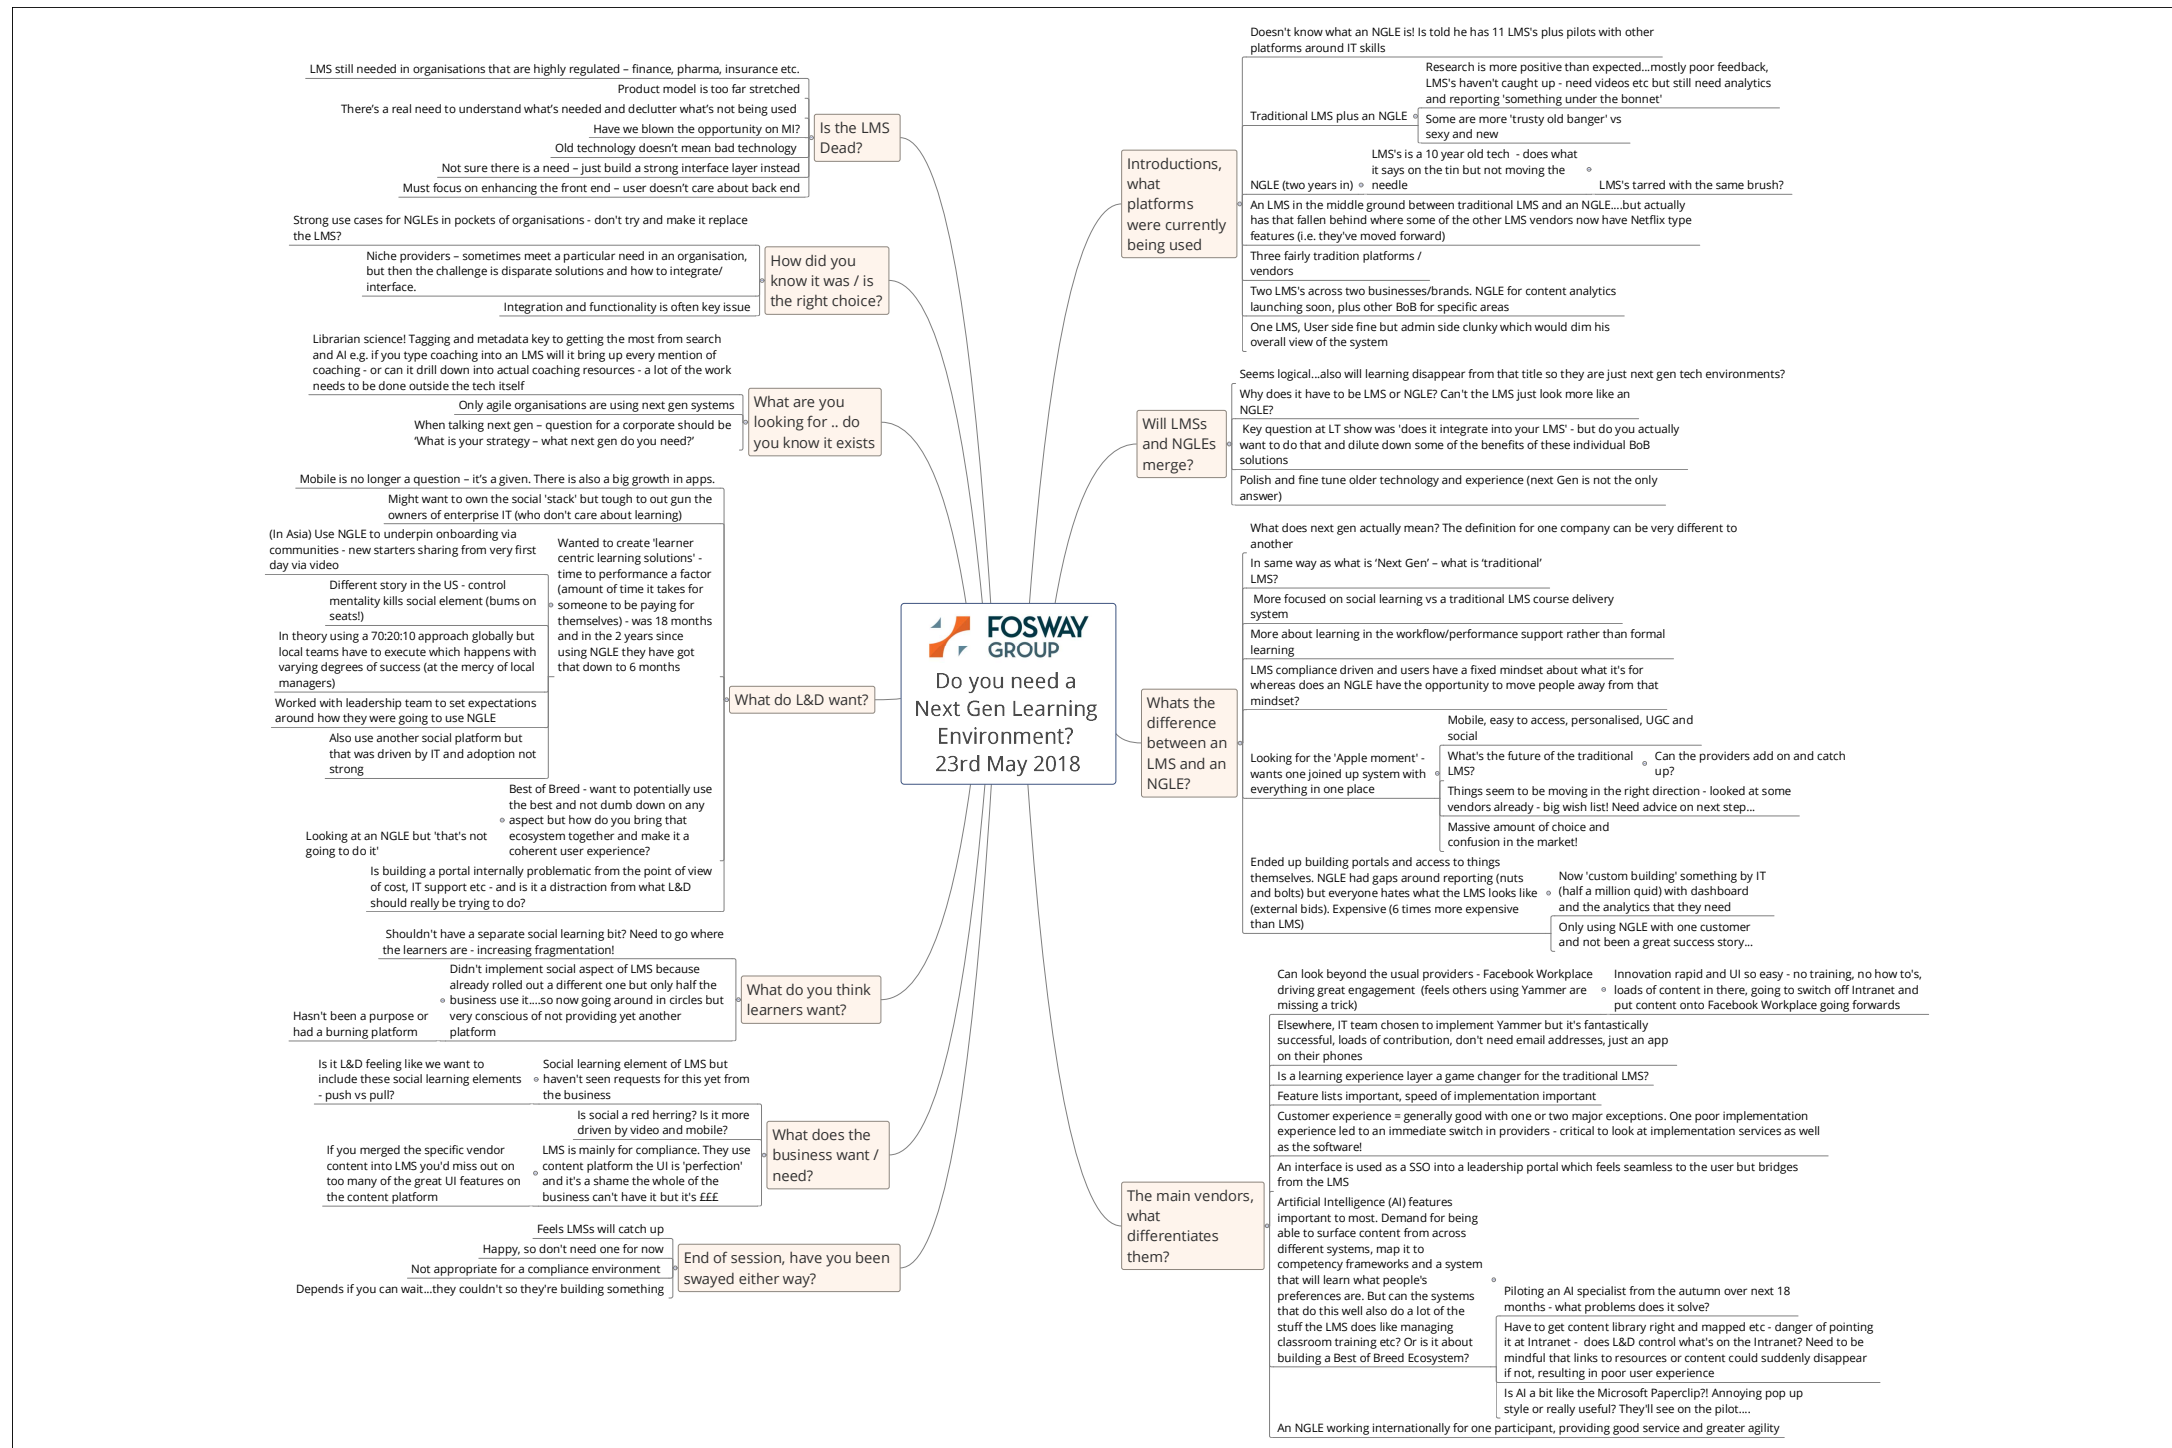 FOSWAY
GROUP
Do you need a
Next Gen Learning
Environment?
23rd May 2018
Introductions,
what
platforms
were currently
being used
Doesn't know what an NGLE is! Is told he has 11 LMS's plus pilots with other
platforms around IT skills
Traditional LMS plus an NGLE
Research is more positive than expected...mostly poor feedback,
LMS's haven't caught up - need videos etc but still need analytics
and reporting 'something under the bonnet'
Some are more 'trusty old banger' vs
sexy and new
NGLE (two years in)
LMS's is a 10 year old tech - does what
it says on the tin but not moving the
needle
LMS's tarred with the same brush?
An LMS in the middle ground between traditional LMS and an NGLE....but actually
has that fallen behind where some of the other LMS vendors now have Netflix type
features (i.e. they've moved forward)
Three fairly tradition platforms /
vendors
Two LMS's across two businesses/brands. NGLE for content analytics
launching soon, plus other BoB for specific areas
One LMS, User side fine but admin side clunky which would dim his
overall view of the system
Will LMSs
and NGLEs
merge?
Seems logical...also will learning disappear from that title so they are just next gen tech environments?
Why does it have to be LMS or NGLE? Can't the LMS just look more like an
NGLE?
Key question at LT show was 'does it integrate into your LMS' - but do you actually
want to do that and dilute down some of the benefits of these individual BoB
solutions
Polish and fine tune older technology and experience (next Gen is not the only
answer)
Whats the
difference
between an
LMS and an
NGLE?
What does next gen actually mean? The definition for one company can be very different to
another
In same way as what is ‘Next Gen’ – what is ‘traditional’
LMS?
More focused on social learning vs a traditional LMS course delivery
system
More about learning in the workflow/performance support rather than formal
learning
LMS compliance driven and users have a fixed mindset about what it's for
whereas does an NGLE have the opportunity to move people away from that
mindset?
Looking for the 'Apple moment' -
wants one joined up system with
everything in one place
Mobile, easy to access, personalised, UGC and
social
What's the future of the traditional
LMS?
Can the providers add on and catch
up?
Things seem to be moving in the right direction - looked at some
vendors already - big wish list! Need advice on next step...
Massive amount of choice and
confusion in the market!
Ended up building portals and access to things
themselves. NGLE had gaps around reporting (nuts
and bolts) but everyone hates what the LMS looks like
(external bids). Expensive (6 times more expensive
than LMS)
Now 'custom building' something by IT
(half a million quid) with dashboard
and the analytics that they need
Only using NGLE with one customer
and not been a great success story...
The main vendors,
what
differentiates
them?
Can look beyond the usual providers - Facebook Workplace
driving great engagement (feels others using Yammer are
missing a trick)
Innovation rapid and UI so easy - no training, no how to's,
loads of content in there, going to switch off Intranet and
put content onto Facebook Workplace going forwards
Elsewhere, IT team chosen to implement Yammer but it's fantastically
successful, loads of contribution, don't need email addresses, just an app
on their phones
Is a learning experience layer a game changer for the traditional LMS?
Feature lists important, speed of implementation important
Customer experience = generally good with one or two major exceptions. One poor implementation
experience led to an immediate switch in providers - critical to look at implementation services as well
as the software!
An interface is used as a SSO into a leadership portal which feels seamless to the user but bridges
from the LMS
Artificial Intelligence (AI) features
important to most. Demand for being
able to surface content from across
different systems, map it to
competency frameworks and a system
that will learn what people's
preferences are. But can the systems
that do this well also do a lot of the
stuff the LMS does like managing
classroom training etc? Or is it about
building a Best of Breed Ecosystem?
Piloting an AI specialist from the autumn over next 18
months - what problems does it solve?
Have to get content library right and mapped etc - danger of pointing
it at Intranet - does L&D control what's on the Intranet? Need to be
mindful that links to resources or content could suddenly disappear
if not, resulting in poor user experience
Is AI a bit like the Microsoft Paperclip?! Annoying pop up
style or really useful? They'll see on the pilot....
An NGLE working internationally for one participant, providing good service and greater agility
Is the LMS
Dead?
LMS still needed in organisations that are highly regulated – finance, pharma, insurance etc.
Product model is too far stretched
There’s a real need to understand what’s needed and declutter what’s not being used
Have we blown the opportunity on MI?
Old technology doesn’t mean bad technology
Not sure there is a need – just build a strong interface layer instead
Must focus on enhancing the front end – user doesn’t care about back end
How did you
know it was / is
the right choice?
Strong use cases for NGLEs in pockets of organisations - don't try and make it replace
the LMS?
Niche providers – sometimes meet a particular need in an organisation,
but then the challenge is disparate solutions and how to integrate/
interface.
Integration and functionality is often key issue
What are you
looking for .. do
you know it exists
Librarian science! Tagging and metadata key to getting the most from search
and AI e.g. if you type coaching into an LMS will it bring up every mention of
coaching - or can it drill down into actual coaching resources - a lot of the work
needs to be done outside the tech itself
Only agile organisations are using next gen systems
When talking next gen – question for a corporate should be
‘What is your strategy – what next gen do you need?’
What do L&D want?
Mobile is no longer a question – it’s a given. There is also a big growth in apps.
Might want to own the social 'stack' but tough to out gun the
owners of enterprise IT (who don't care about learning)
Wanted to create 'learner
centric learning solutions' -
time to performance a factor
(amount of time it takes for
someone to be paying for
themselves) - was 18 months
and in the 2 years since
using NGLE they have got
that down to 6 months
(In Asia) Use NGLE to underpin onboarding via
communities - new starters sharing from very first
day via video
Different story in the US - control
mentality kills social element (bums on
seats!)
In theory using a 70:20:10 approach globally but
local teams have to execute which happens with
varying degrees of success (at the mercy of local
managers)
Worked with leadership team to set expectations
around how they were going to use NGLE
Also use another social platform but
that was driven by IT and adoption not
strong
Best of Breed - want to potentially use
the best and not dumb down on any
aspect but how do you bring that
ecosystem together and make it a
coherent user experience?
Looking at an NGLE but 'that's not
going to do it'
Is building a portal internally problematic from the point of view
of cost, IT support etc - and is it a distraction from what L&D
should really be trying to do?
What do you think
learners want?
Shouldn't have a separate social learning bit? Need to go where
the learners are - increasing fragmentation!
Didn't implement social aspect of LMS because
already rolled out a different one but only half the
business use it....so now going around in circles but
very conscious of not providing yet another
platform
Hasn't been a purpose or
had a burning platform
What does the
business want /
need?
Social learning element of LMS but
haven't seen requests for this yet from
the business
Is it L&D feeling like we want to
include these social learning elements
- push vs pull?
Is social a red herring? Is it more
driven by video and mobile?
LMS is mainly for compliance. They use
content platform the UI is 'perfection'
and it's a shame the whole of the
business can't have it but it's £££
If you merged the specific vendor
content into LMS you'd miss out on
too many of the great UI features on
the content platform
End of session, have you been
swayed either way?
Feels LMSs will catch up
Happy, so don't need one for now
Not appropriate for a compliance environment
Depends if you can wait...they couldn't so they're building something